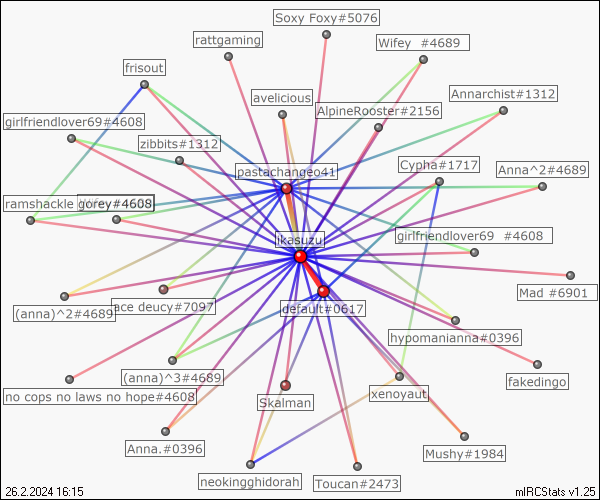 Soxy Foxy#5076
rattgaming
Wifey #4689
frisout
Annarchist#1312
avelicious
AlpineRooster#2156
girlfriendlover69#4608
zibbits#1312
pastachangeo41
Cypha#1717
Anna^2#4689
ramshackle
#4608
ikasuzu
girlfriendlover69 #4608
Mad #6901
(anna)^2#4689
ace deucy#7097
default#0617
hypomanianna#0396
(anna)^3#4689
fakedingo
no cops no laws no hope#4608
Skalman
xenoyaut
Anna.#0396
Mushy#1984
neokingghidorah
Toucan#2473
26.2.2024 16:15
mIRCStats v1.25